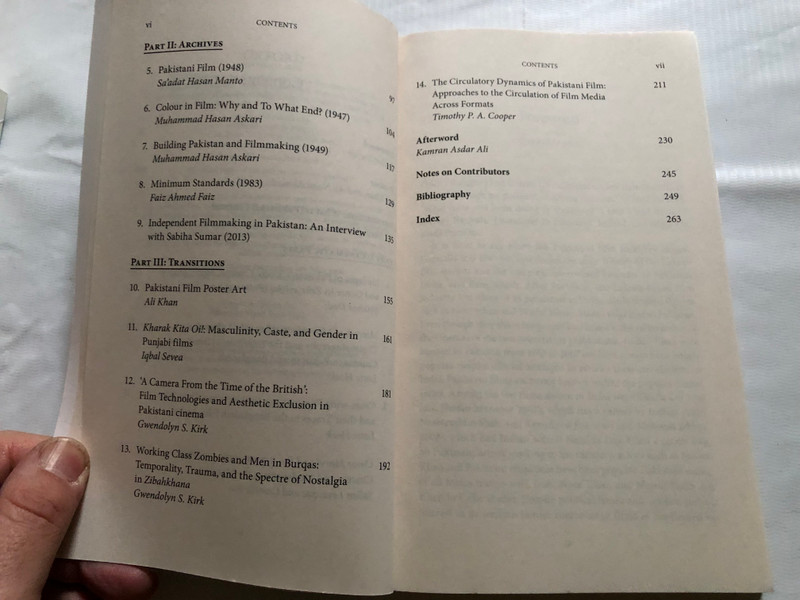 vi
CONTENTS
PART II: ARCHIVES
5. Pakistani Film (1948)
Sa'adat Hasan Manto
97
6. Colour in Film: Why and To What End? (1947)
Muhammad Hasan Askari
104
7. Building Pakistan and Filmmaking (1949)
Muhammad Hasan Askari
117
8. Minimum Standards (1983)
Faiz Ahmed Faiz
129
9. Independent Filmmaking in Pakistan: An Interview
with Sabiha Sumar (2013)
135
PART III: TRANSITIONS
10. Pakistani Film Poster Art
Ali Khan
155
11. Kharak Kita Oil!: Masculinity, Caste, and Gender in
Punjabi films
Iqbal Sevea
161
12. 'A Camera From the Time of the British':
Film Technologies and Aesthetic Exclusion in
Pakistani cinema
Gwendolyn S. Kirk
181
13. Working Class Zombies and Men in Burqas:
Temporality, Trauma, and the Spectre of Nostalgia
in Zibahkhana
Gwendolyn S. Kirk
192
CONTENTS
vii
14. The Circulatory Dynamics of Pakistani Film:
Approaches to the Circulation of Film Media
Across Formats
Timothy P. A. Cooper
211
Afterword
Kamran Asdar Ali
230
Notes on Contributors
245
Bibliography
249
Index
263